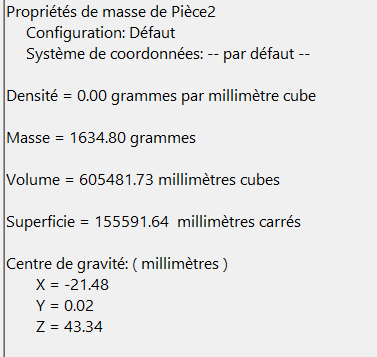 Propriétés de masse de Pièce2
Configuration: Défaut
Système de coordonnées: -- par défaut --
Densité = 0.00 grammes par millimètre cube
Masse = 1634.80 grammes
Volume = 605481.73 millimètres cubes
Superficie = 155591.64 millimètres carrés
Centre de gravité: ( millimètres )
X = -21.48
Y = 0.02
Z = 43.34